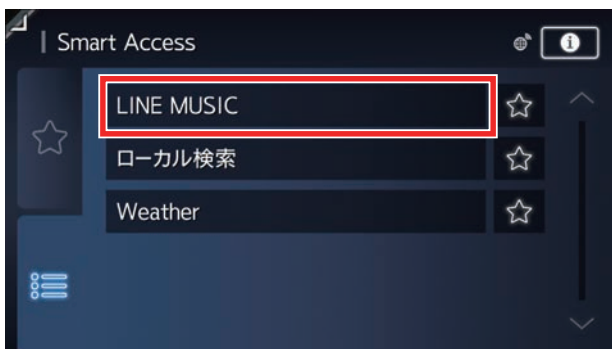 Smart Access
LINE MUSIC
ローカル検索
Weather